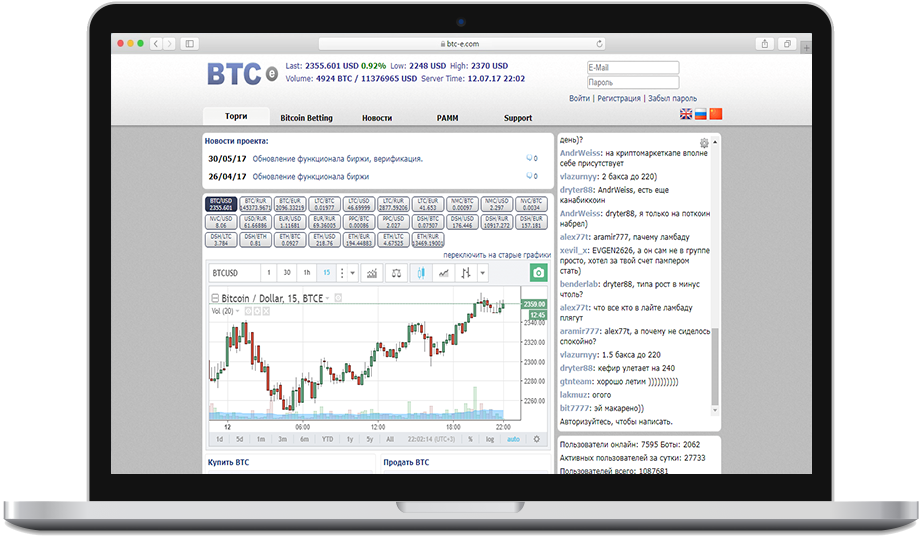 btc-e.com
BTC e
Last: 2355.601 USD 0.92% Low: 2248 USD High: 2370 USD
Volume: 4924 BTC / 11376965 USD Server Time: 12.07.17 22:02
E-Mail
Пароль
Войти | Регистрация | Забыл пароль
Торги Bitcoin Betting Новости PAMM Support
Новости проекта:
30/05/17 Обновление функционала биржи, верификация. 0
26/04/17 Обновление функционала биржи 0
BTC/USD BTC/RUR BTC/EUR LTC/BTC LTC/USD LTC/RUR LTC/EUR NMC/BTC NMC/USD NVC/BTC
2355.601 145373.9671 2096.33219 0.01977 46.69999 2877.59206 41.653 0.00097 2.297 0.0034
NVC/USD USD/RUR EUR/USD EUR/RUR PPC/BTC PPC/USD DSH/BTC DSH/USD DSH/RUR DSH/EUR
8.06 61.66886 1.11681 69.36005 0.00086 2.027 0.07507 176.446 10917.272 157.181
DSH/LTC DSH/ETH ETH/BTC ETH/USD ETH/EUR ETH/LTC ETH/RUR
3.784 0.81 0.0927 218.76 194.44883 4.67325 13469.19001
переключить на старые графики
BTCUSD 1 30 1h 15
Bitcoin / Dollar, 15, BTCE
Vol (20)
2359.00
12:45
2340.00
2320.00
2300.00
2280.00
2260.00
12 06:00 12:00 18:00 22:00
1d 5d 1m 3m 6m YTD 1y 5y All 22:02:14 (UTC+3) % log auto
Купить BTC Продать BTC
день)?
AndrWeiss: на криптомаркетапе вполне
себе присутствует
vlazurnyy: 2 бакса до 220)
dryter88: AndrWeiss, есть еще
канабиккоин
AndrWeiss: dryter88, я только на поткоин
набрел)
alex77t: aramir777, пачему ламбаду
xevil_x: EVGEN2626, а он сам не в группе
просто, хотел за твой счет пампером
стать)
benderlab: dryter88, типа рост в минус
чтоль?
alex77t: что все кто в лайте ламбаду
плягут
aramir777: alex77t, а почему не сиделось
спокойно?
vlazurnyy: 1.5 бакса до 220
dryter88: кефир улетает на 240
gtnteam: хорошо летим ))))))))))
lakmuz: огого
bit7777: эй макарено))
Авторизуйтесь, чтобы написать.
Пользователи онлайн: 7595 Боты: 2062
Активных пользователей за сутки: 27733
Пользователей всего: 1087681